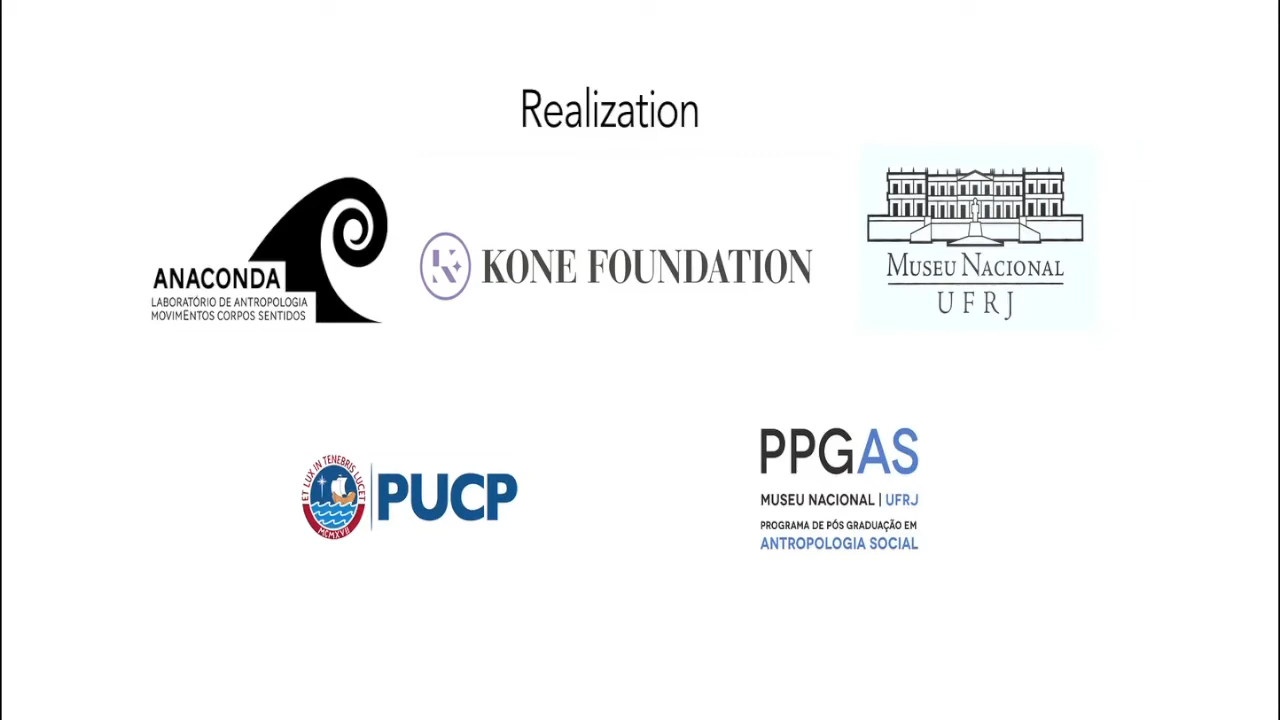 Realization
ANACONDA
LABORATÓRIO DE ANTROPOLOGIA
MOVIMENTOS CORPOS SENTIDOS
K
KONE FOUNDATION
MUSEU NACIONAL
UFRJ
ET LUX IN TENEBRIS LUCET
MCMXVII
PUCP
PPGAS
MUSEU NACIONAL | UFRJ
PROGRAMA DE PÓS GRADUAÇÃO EM
ANTROPOLOGIA SOCIAL